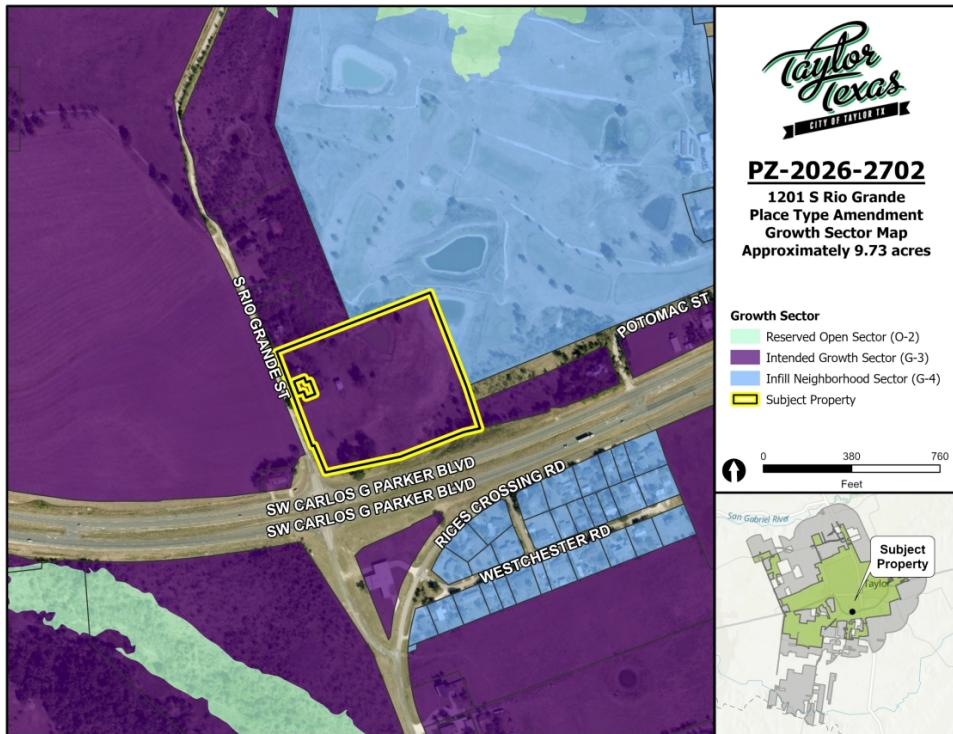 Taylor
Texas
CITY OF TAYLOR TX
PZ-2026-2702
1201 S Rio Grande
Place Type Amendment
Growth Sector Map
Approximately 9.73 acres
Growth Sector
Reserved Open Sector (O-2)
Intended Growth Sector (G-3)
Infill Neighborhood Sector (G-4)
Subject Property
0 380 760
Feet
S RIO GRANDE ST
POTOMAC ST
SW CARLOS G PARKER BLVD
SW CARLOS G PARKER BLVD
RICES CROSSING RD
WESTCHESTER RD
San Gabriel River
Subject
Property
Taylor